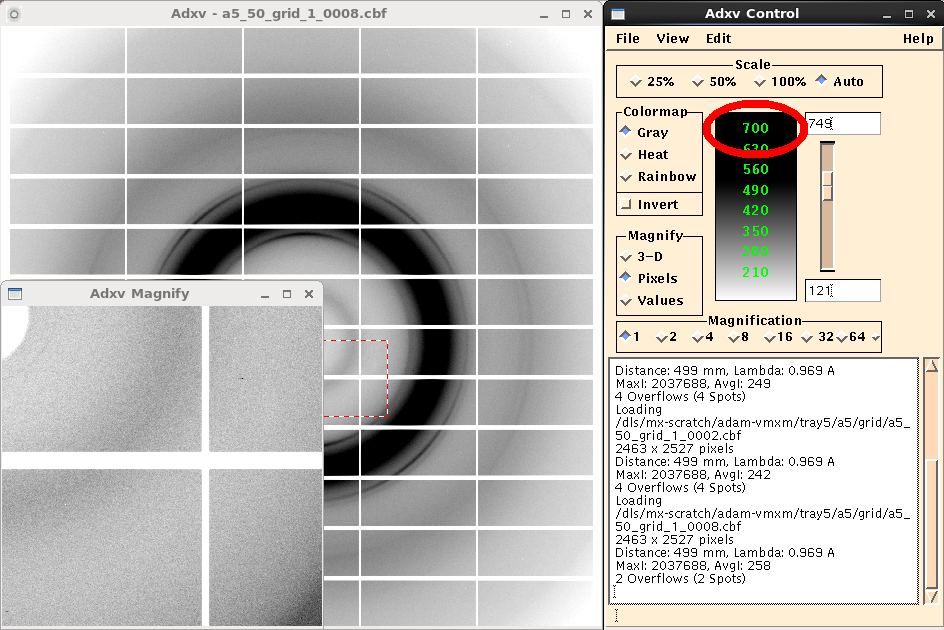 Adxv - a5_50_grid_1_0008.cbf
Adxv Magnify
Adxv Control
File View Edit Help
Scale
25% 50% 100% Auto
Colormap
Gray
Heat
Rainbow
Invert
700
630
560
490
420
350
280
210
749
121
Magnify
3-D
Pixels
Values
Magnification
1 2 4 8 16 32 64
Distance: 499 mm, Lambda: 0.969 A
MaxI: 2037688, AvgI: 249
4 Overflows (4 Spots)
Loading
/dls/mx-scratch/adam-vmxm/tray5/a5/grid/a5_
50_grid_1_0002.cbf
2463 x 2527 pixels
Distance: 499 mm, Lambda: 0.969 A
MaxI: 2037688, AvgI: 242
4 Overflows (4 Spots)
Loading
/dls/mx-scratch/adam-vmxm/tray5/a5/grid/a5_
50_grid_1_0008.cbf
2463 x 2527 pixels
Distance: 499 mm, Lambda: 0.969 A
MaxI: 2037688, AvgI: 258
2 Overflows (2 Spots)